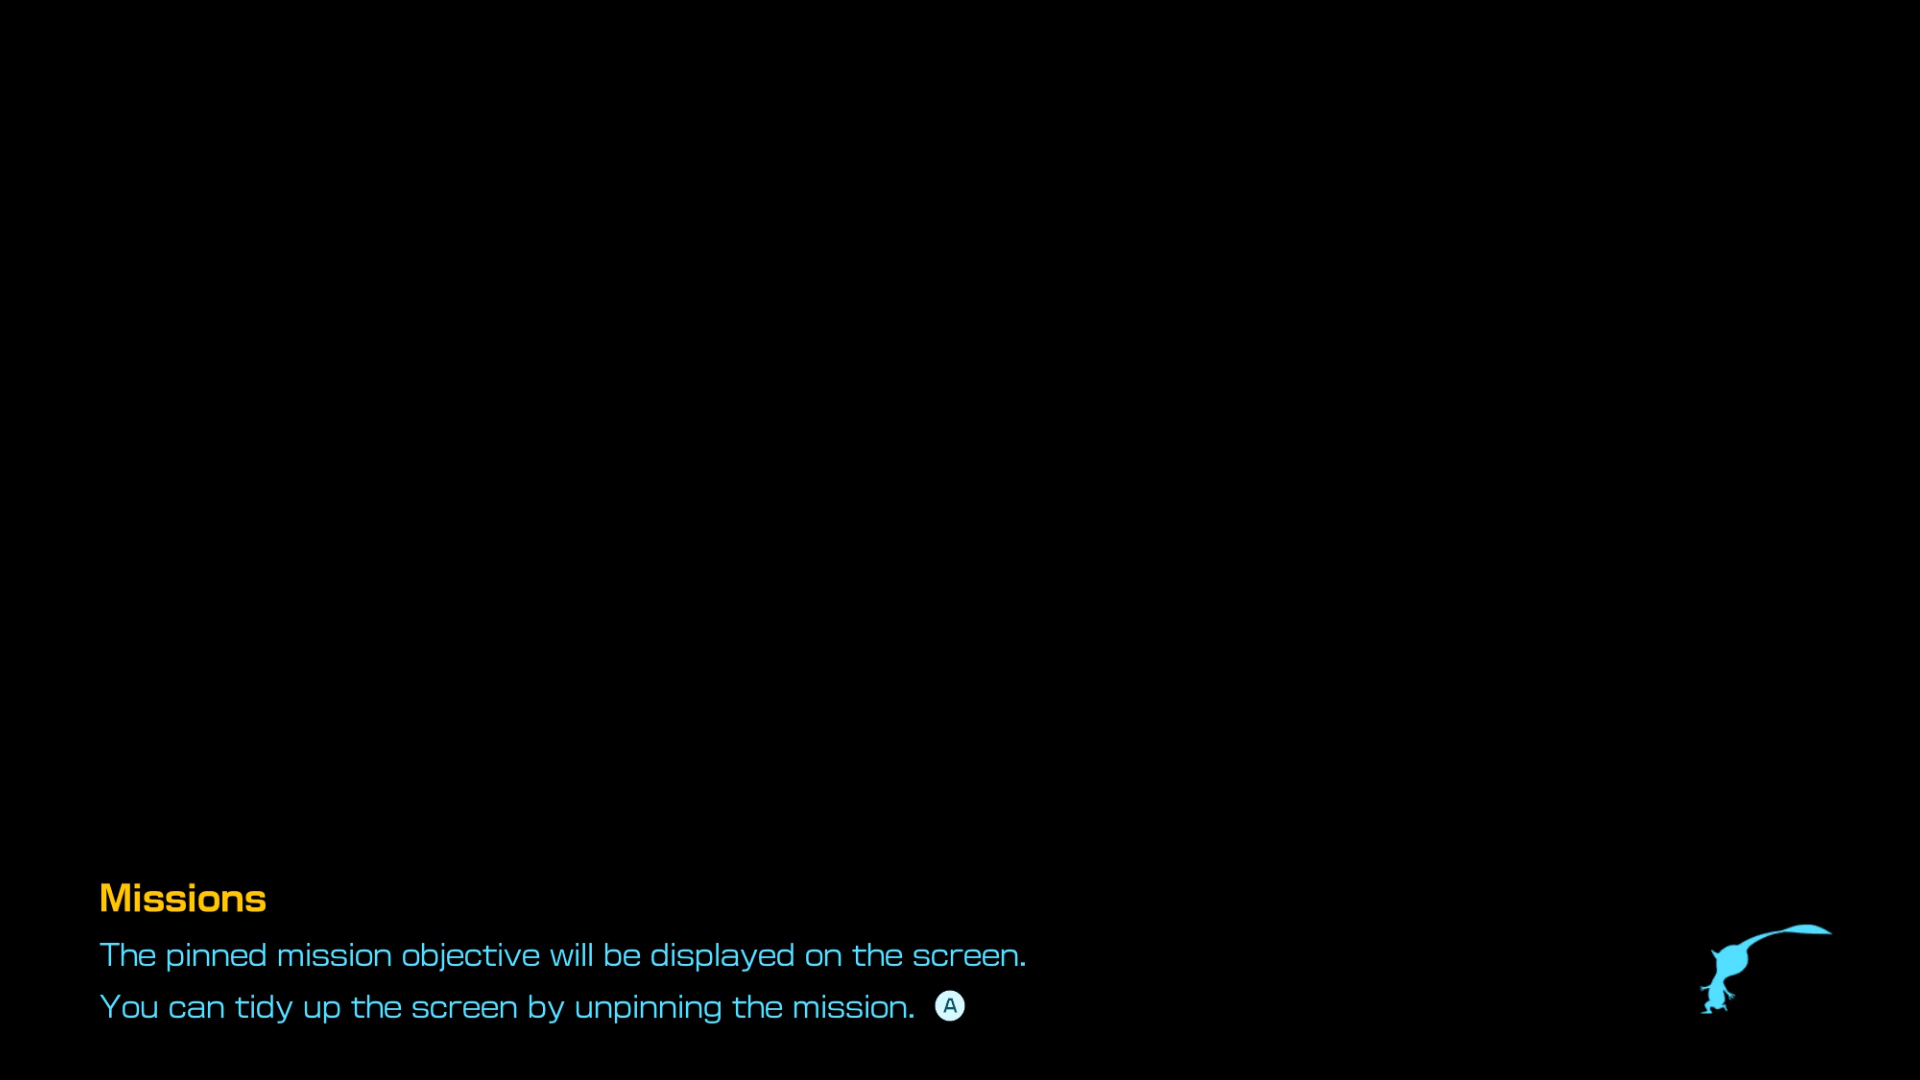 Missions
The pinned mission objective will be displayed on the screen.
You can tidy up the screen by unpinning the mission. A